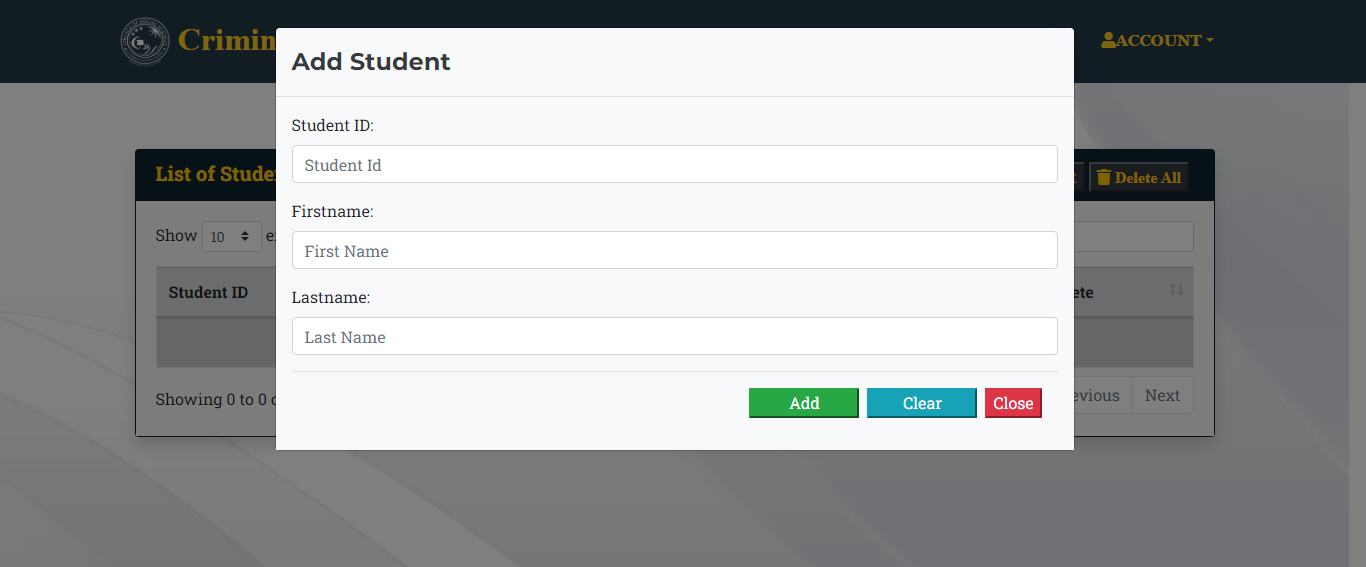 Crimin
ACCOUNT
Add Student
Student ID:
Student Id
List of Stude
Delete All
Firstname:
Show 10 e
First Name
Lastname:
Student ID
ete
Last Name
Showing 0 to 0 o
Add
Clear
Close
evious
Next